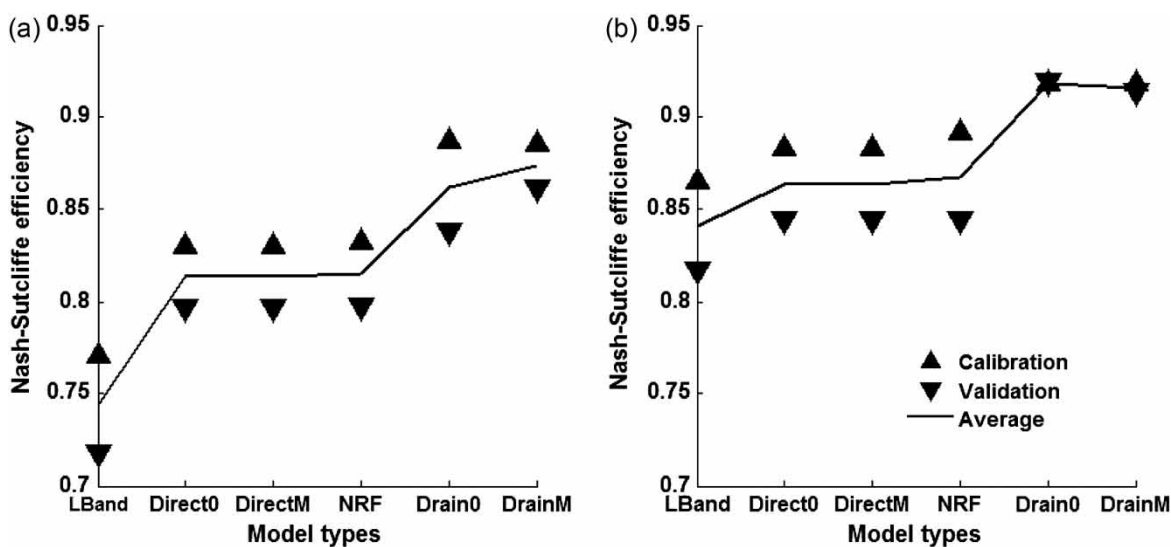 (a)
0.95
0.9
0.85
0.8
0.75
0.7
Nash-Sutcliffe efficiency
LBand Direct0 DirectM NRF Drain0 DrainM
Model types
(b)
0.95
0.9
0.85
0.8
0.75
0.7
Nash-Sutcliffe efficiency
Calibration
Validation
Average
LBand Direct0 DirectM NRF Drain0 DrainM
Model types